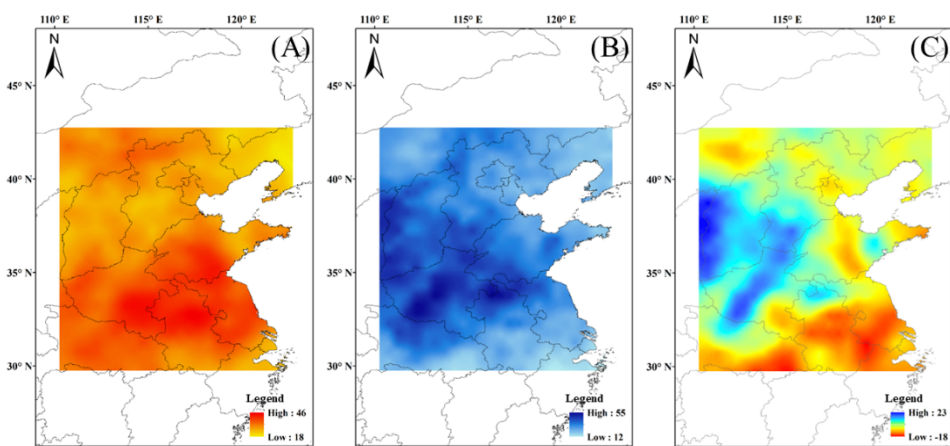 110° E 115° E 120° E
110° E 115° E 120° E
110° E 115° E 120° E
N (A)
N (B)
N (C)
45° N
45° N
45° N
40° N
40° N
40° N
35° N
35° N
35° N
30° N
30° N
30° N
Legend
High : 46
Low : 18
Legend
High : 55
Low : 12
Legend
High : 23
Low : -18